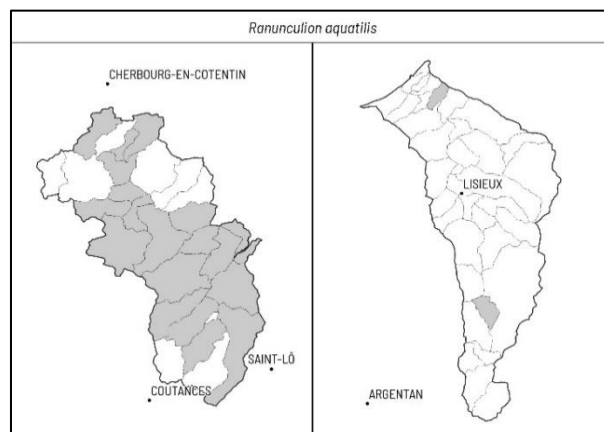 Ranunculion aquatilis
CHERBOURG-EN-COTENTIN
LISIEUX
SAINT-LÔ
COUTANCES
ARGENTAN